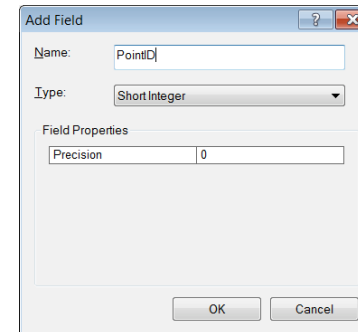 Add Field
Name: PointID
Type: Short Integer
Field Properties
Precision 0
OK Cancel